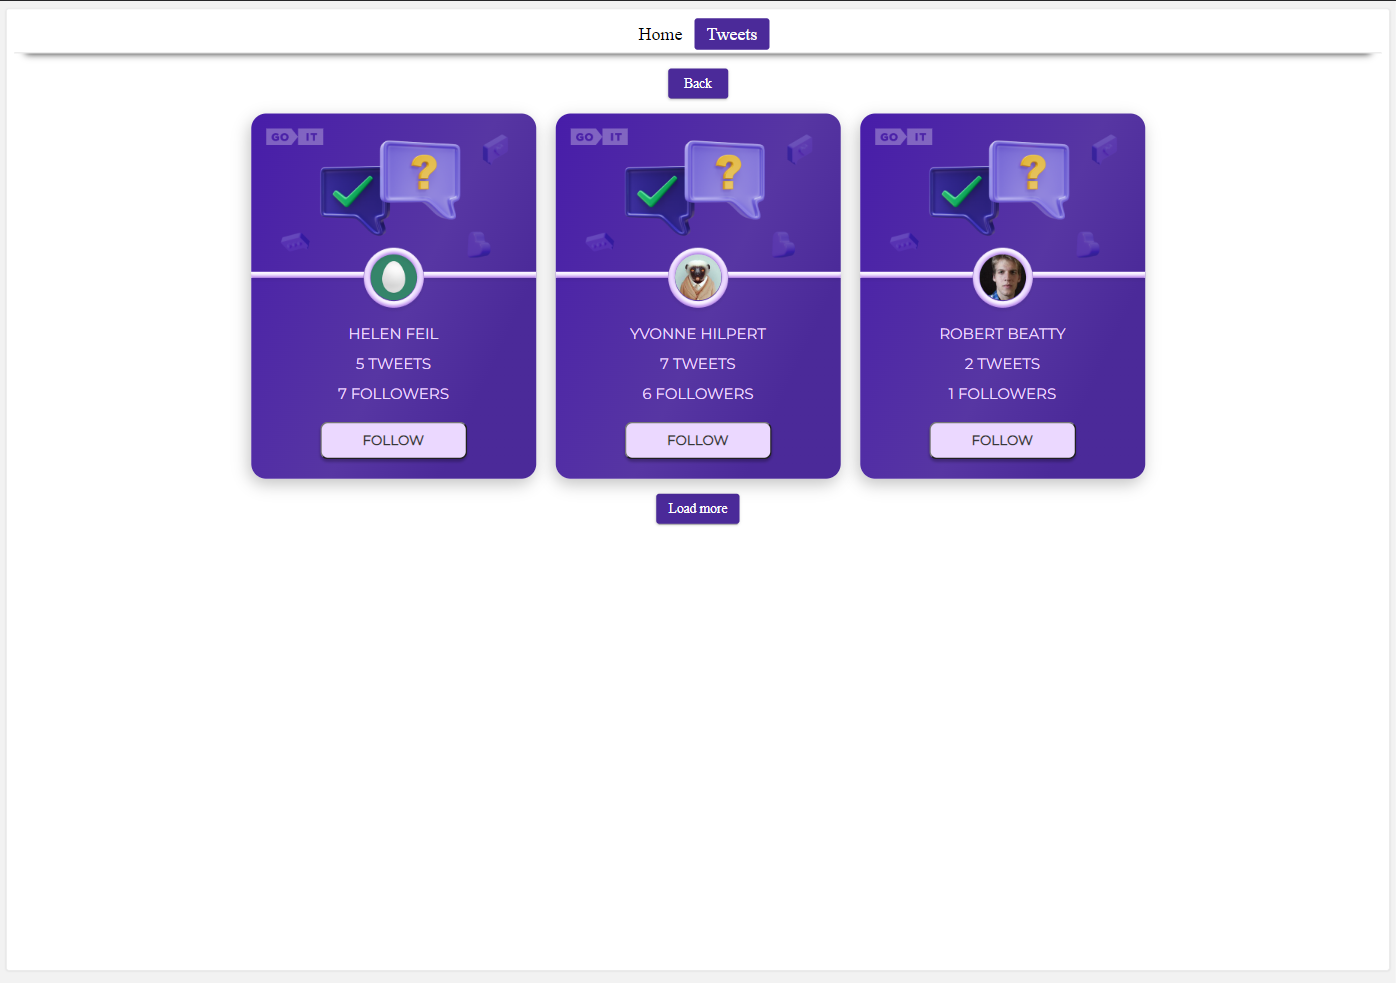 Home Tweets
Back
GO IT
HELEN FEIL
5 TWEETS
7 FOLLOWERS
FOLLOW
GO IT
YVONNE HILPERT
7 TWEETS
6 FOLLOWERS
FOLLOW
GO IT
ROBERT BEATTY
2 TWEETS
1 FOLLOWERS
FOLLOW
Load more